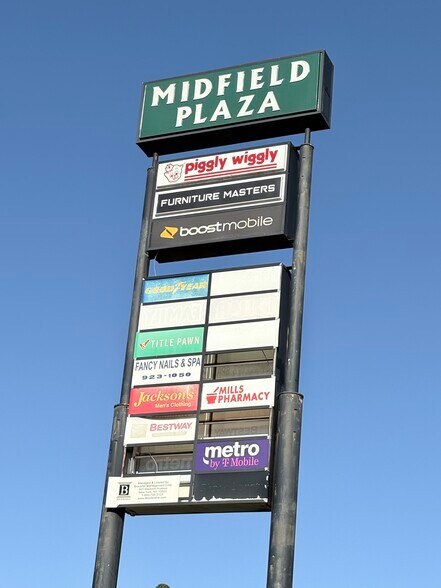 MIDFIELD
PLAZA
piggly wiggly
FURNITURE MASTERS
boostmobile
GOODYEAR
TITLE PAWN
FANCY NAILS & SPA
923-1050
Jackson's
Men's Clothing
MILLS
PHARMACY
BESTWAY
metro
by T Mobile
B